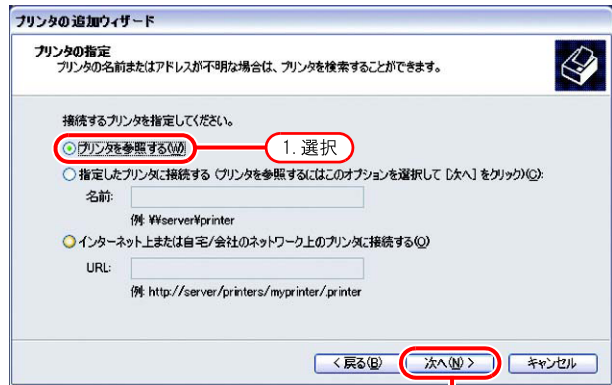 プリンタの追加ウィザード
プリンタの指定
プリンタの名前またはアドレスが不明な場合は、プリンタを検索することができます。
接続するプリンタを指定してください。
プリンタを参照する(W)
1. 選択
指定したプリンタに接続する (プリンタを参照するにはこのオプションを選択して [次へ] をクリック)(C):
名前:
例: ¥¥server¥printer
インターネット上または自宅/会社のネットワーク上のプリンタに接続する(O)
URL:
例: http://server/printers/myprinter/.printer
< 戻る(B)
次へ(N) >
キャンセル